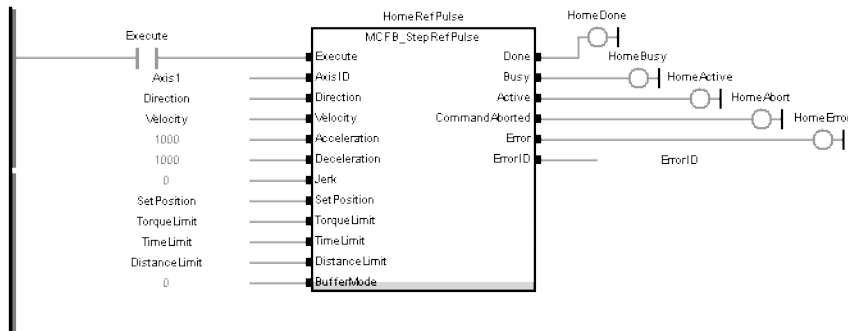 HomeRefPulse
HomeDone
Execute
MCFB_StepRefPulse
HomeBusy
Execute
Done
Axis1
AxisID
Busy
HomeActive
Direction
Direction
Active
HomeAbort
Velocity
Velocity
CommandAborted
HomeError
1000
Acceleration
Error
1000
Deceleration
ErrorID
ErrorID
0
Jerk
SetPosition
SetPosition
TorqueLimit
TorqueLimit
TimeLimit
TimeLimit
DistanceLimit
DistanceLimit
0
BufferMode